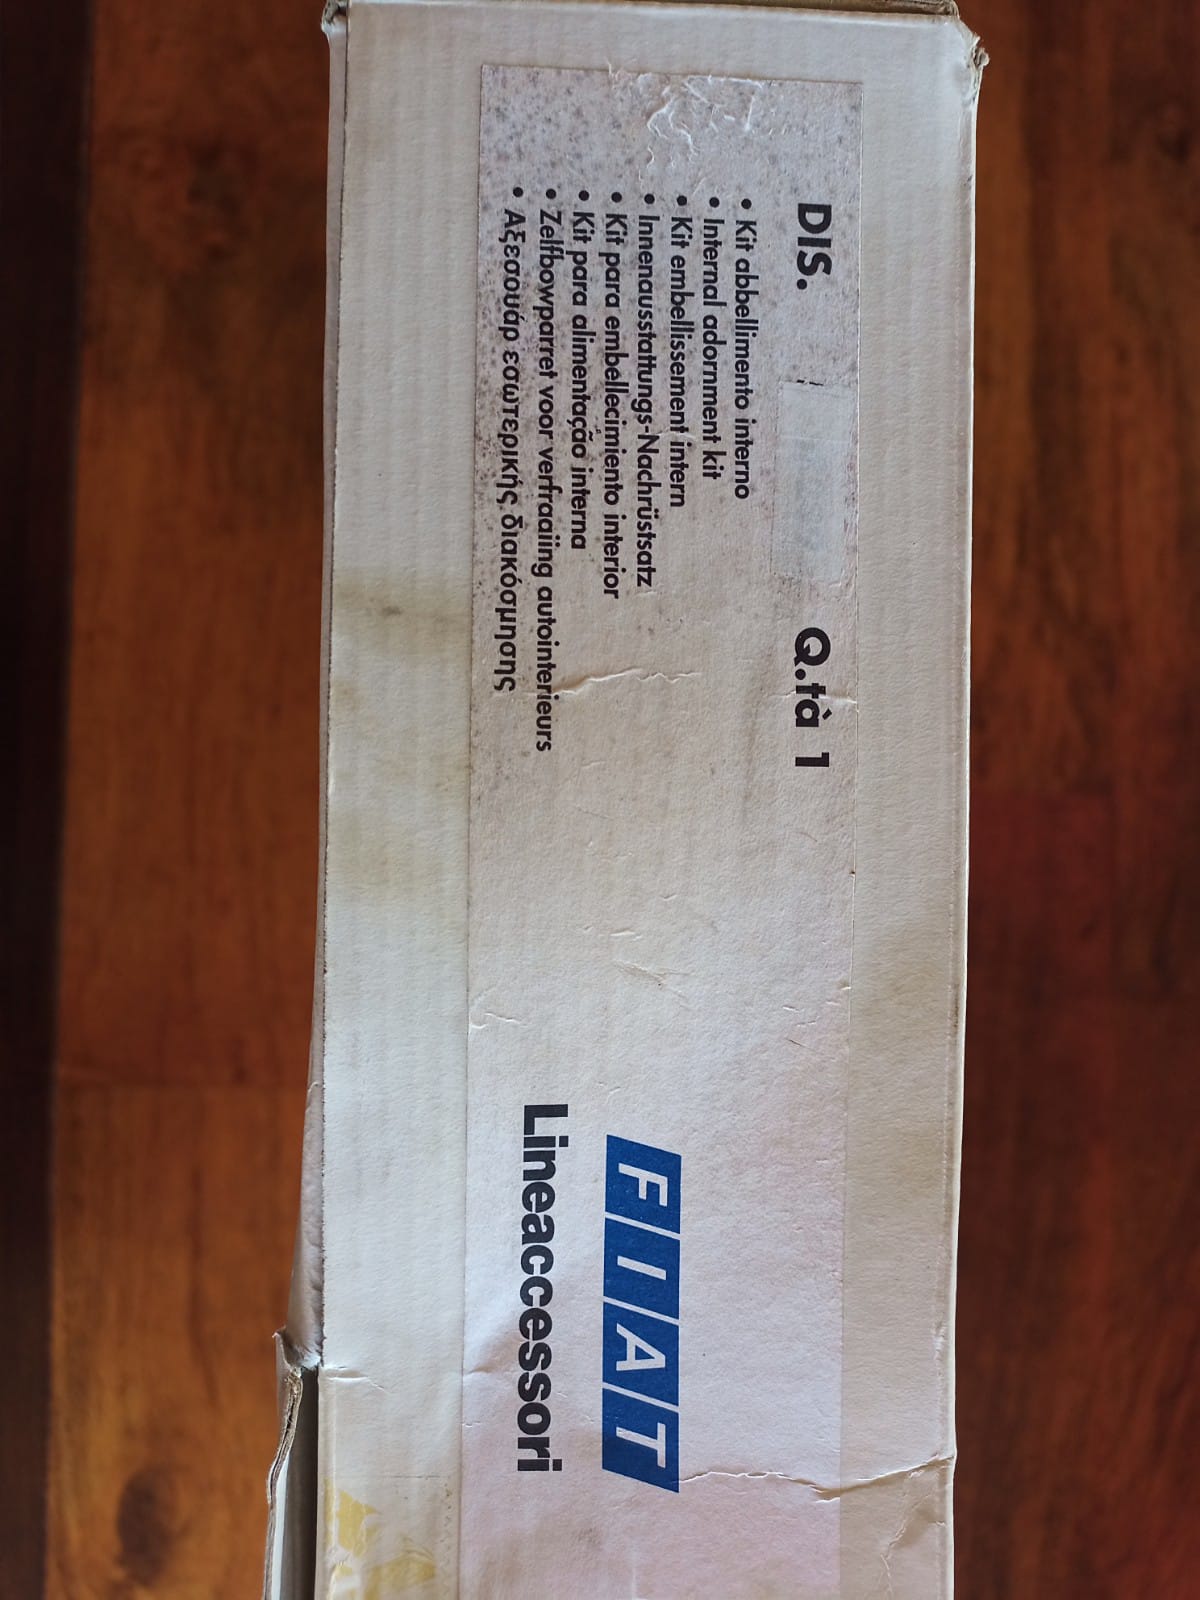 DIS. Q.tà 1
• Kit abbellimento interno
• Internal adornment kit
• Kit embellissement intern
• Innenausstattungs-Nachrüstsatz
• Kit para embellecimiento interior
• Kit para alimentação interna
• Zelfbowparret voor verfraaiing autointerieurs
• Αξεσουάρ εσωτερικής διακόσμησης
FIAT
Lineaccessori